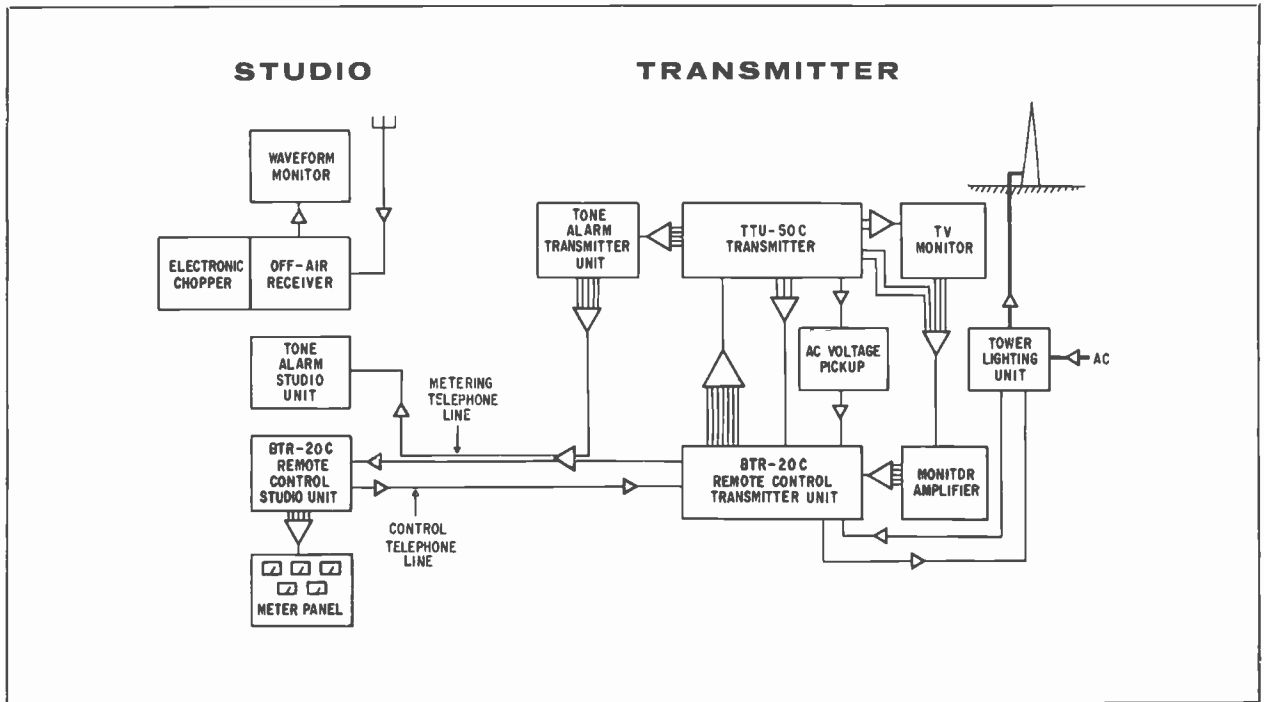 STUDIO
TRANSMITTER
WAVEFORM
MONITOR
ELECTRONIC
CHOPPER
OFF-AIR
RECEIVER
TONE
ALARM
STUDIO
UNIT
METERING
TELEPHONE
LINE
BTR-20C
REMOTE
CONTROL
STUDIO UNIT
CONTROL
TELEPHONE
LINE
METER PANEL
TONE
ALARM
TRANSMITTER
UNIT
TTU-50C
TRANSMITTER
TV
MONITOR
AC VOLTAGE
PICKUP
TOWER
LIGHTING
UNIT
AC
BTR-20C
REMOTE CONTROL
TRANSMITTER UNIT
MONITOR
AMPLIFIER